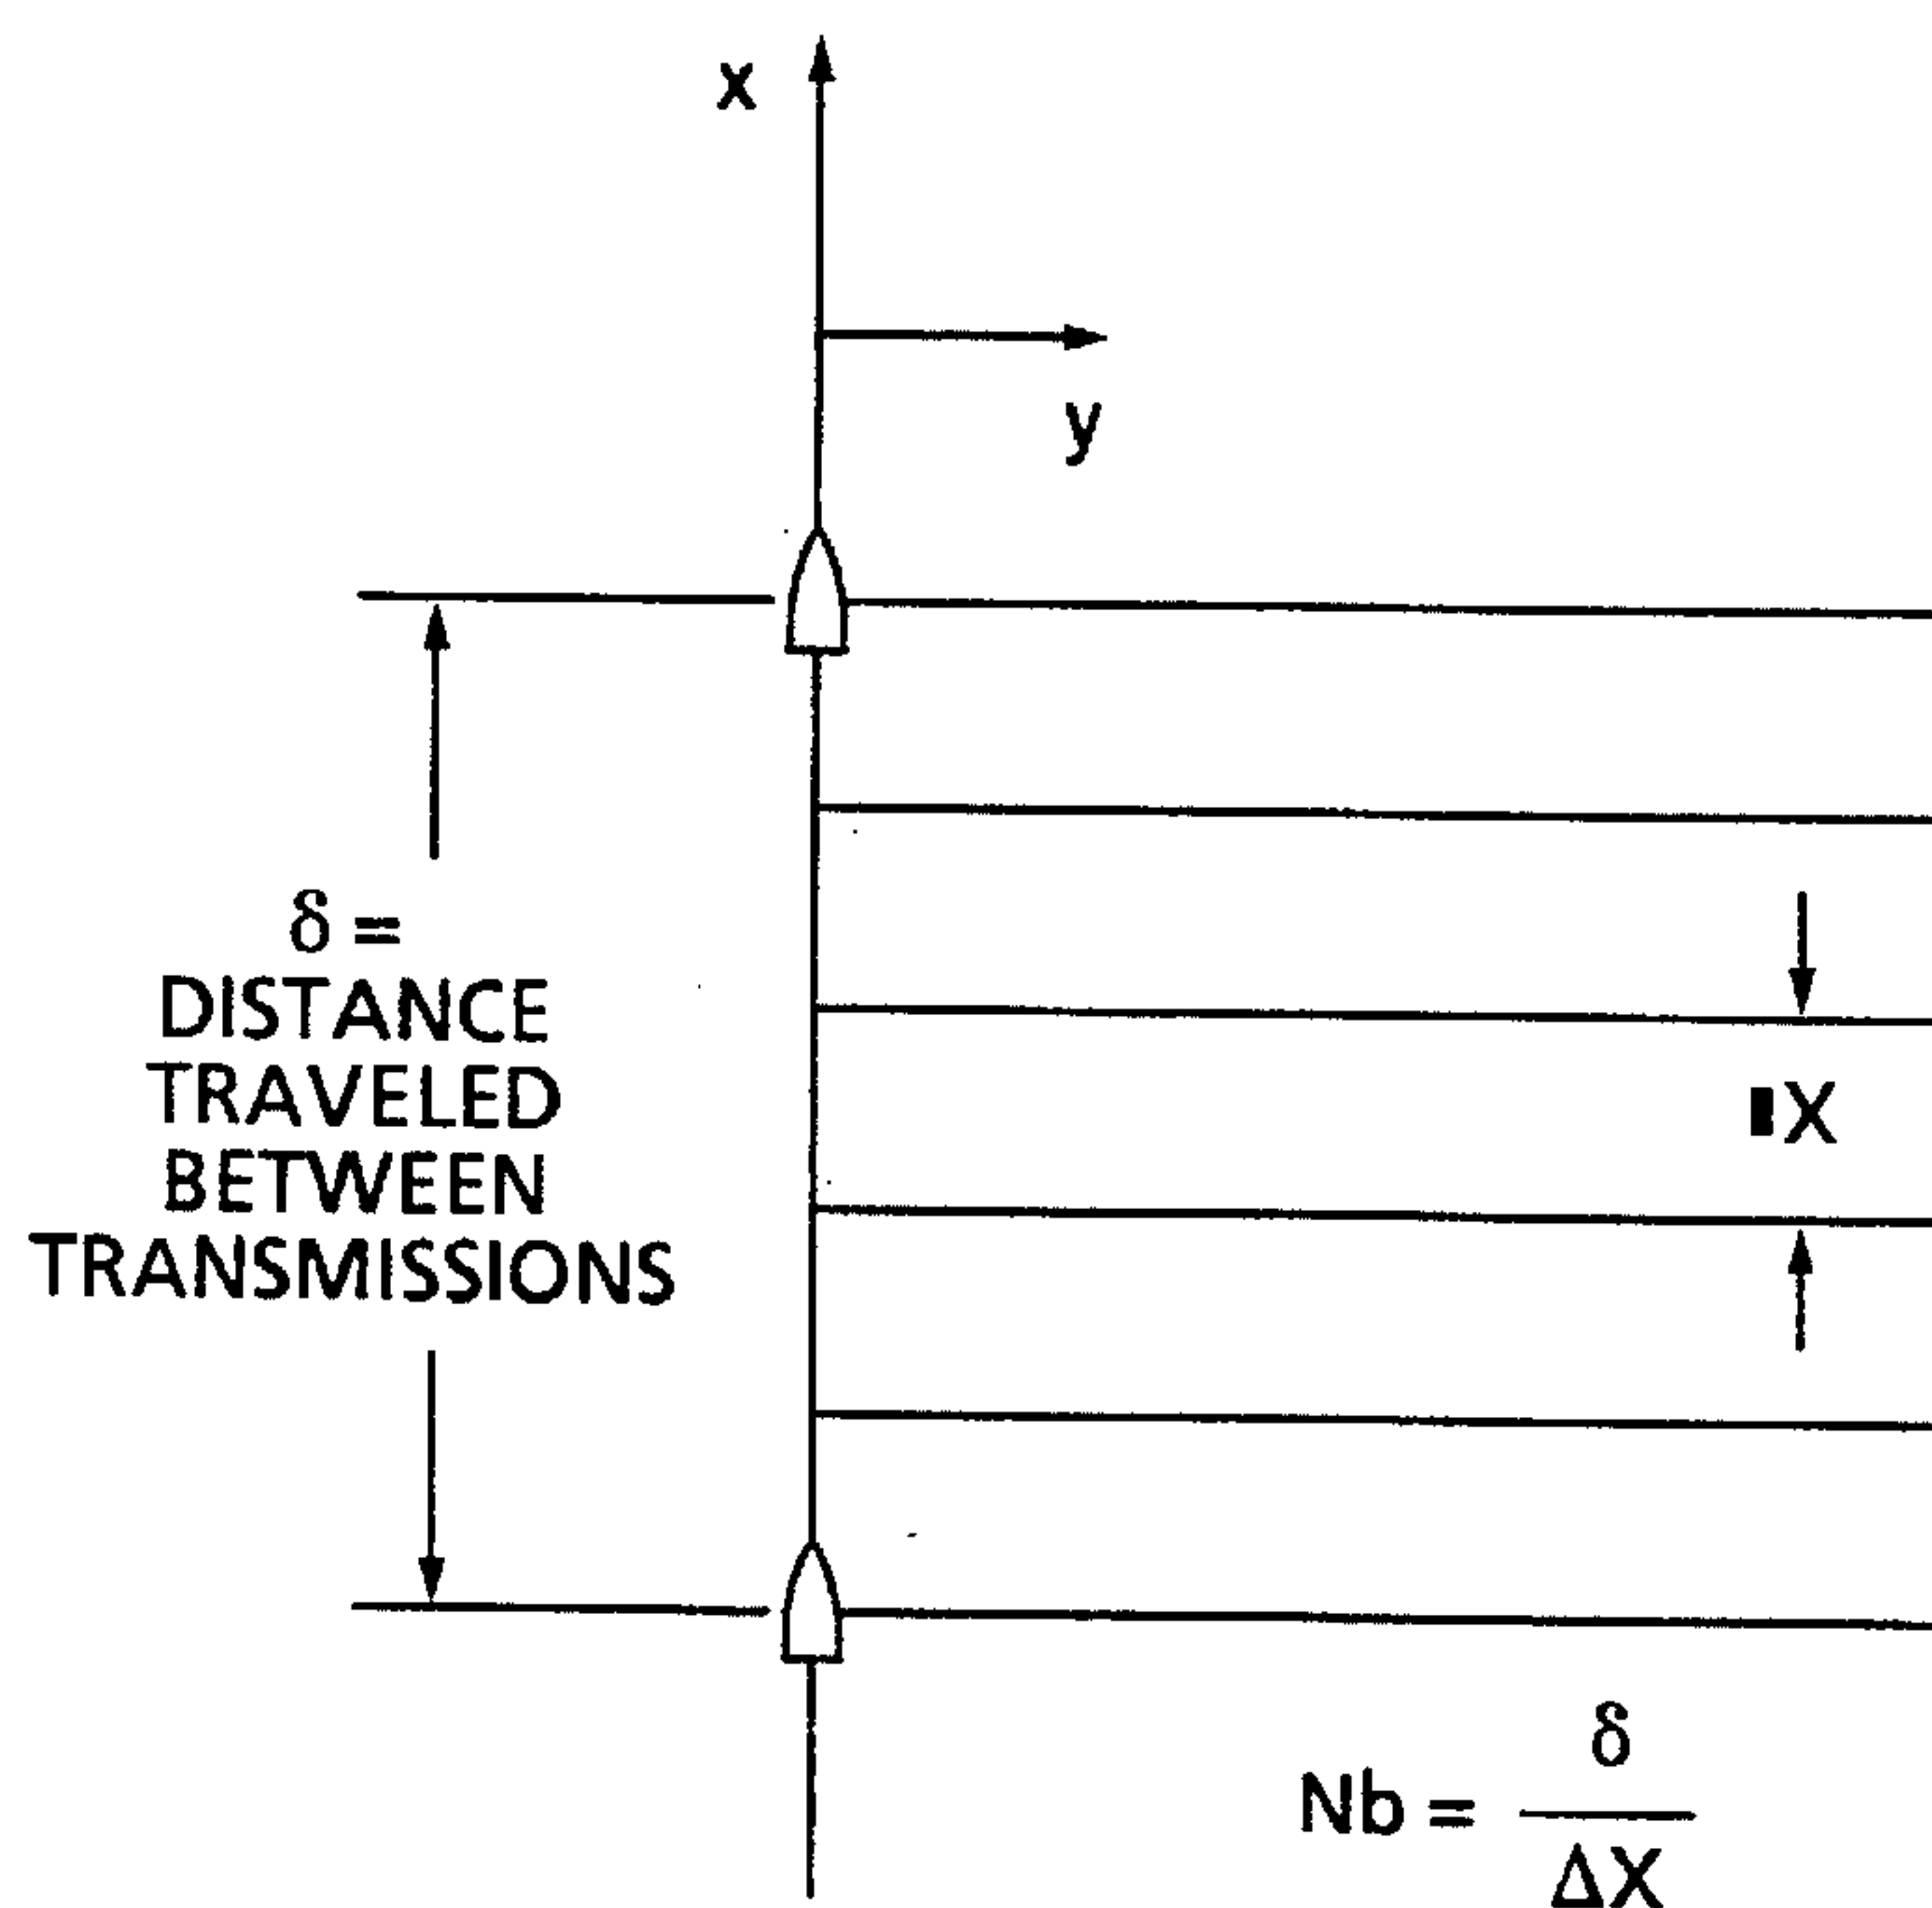 x
y
δ =
DISTANCE
TRAVELED
BETWEEN
TRANSMISSIONS
▮X
Nb = δ
ΔX